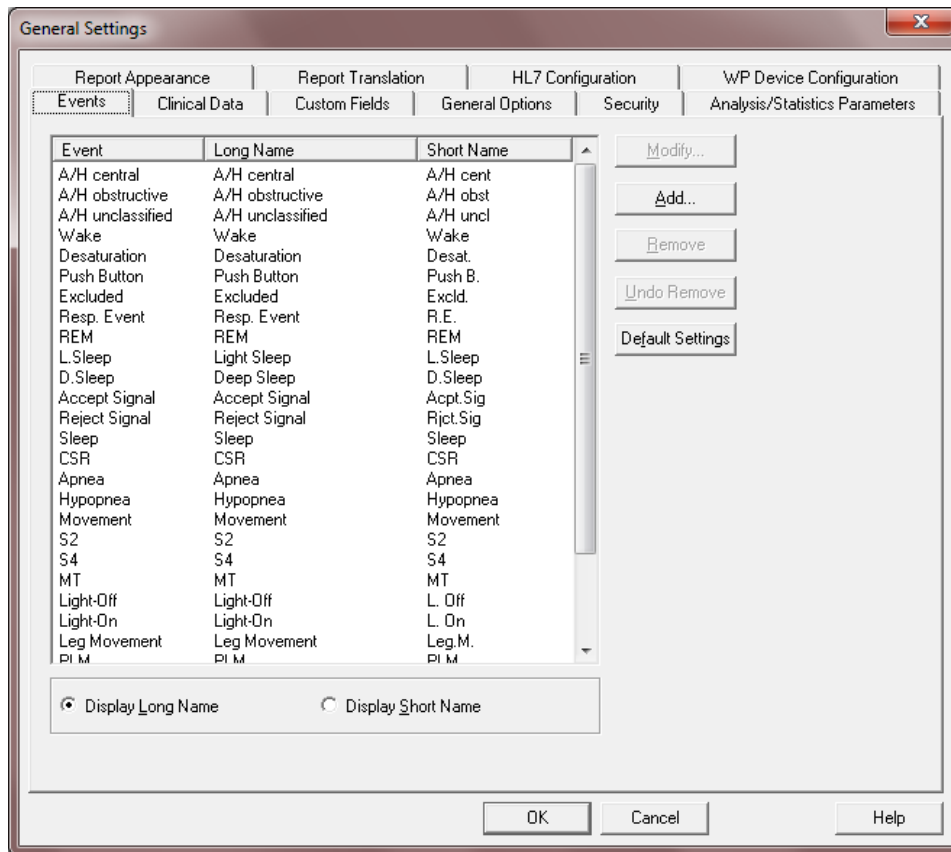 General Settings
Report Appearance Report Translation HL7 Configuration WP Device Configuration
Events Clinical Data Custom Fields General Options Security Analysis/Statistics Parameters
Event Long Name Short Name
A/H central A/H central A/H cent
A/H obstructive A/H obstructive A/H obst
A/H unclassified A/H unclassified A/H uncl
Wake Wake Wake
Desaturation Desaturation Desat.
Push Button Push Button Push B.
Excluded Excluded Excld.
Resp. Event Resp. Event R.E.
REM REM REM
L.Sleep Light Sleep L.Sleep
D.Sleep Deep Sleep D.Sleep
Accept Signal Accept Signal Acpt.Sig
Reject Signal Reject Signal Rjct.Sig
Sleep Sleep Sleep
CSR CSR CSR
Apnea Apnea Apnea
Hypopnea Hypopnea Hypopnea
Movement Movement Movement
S2 S2 S2
S4 S4 S4
MT MT MT
Light-Off Light-Off L. Off
Light-On Light-On L. On
Leg Movement Leg Movement Leg.M.
PLM PLM PLM
Modify...
Add...
Remove
Undo Remove
Default Settings
Display Long Name Display Short Name
OK Cancel Help